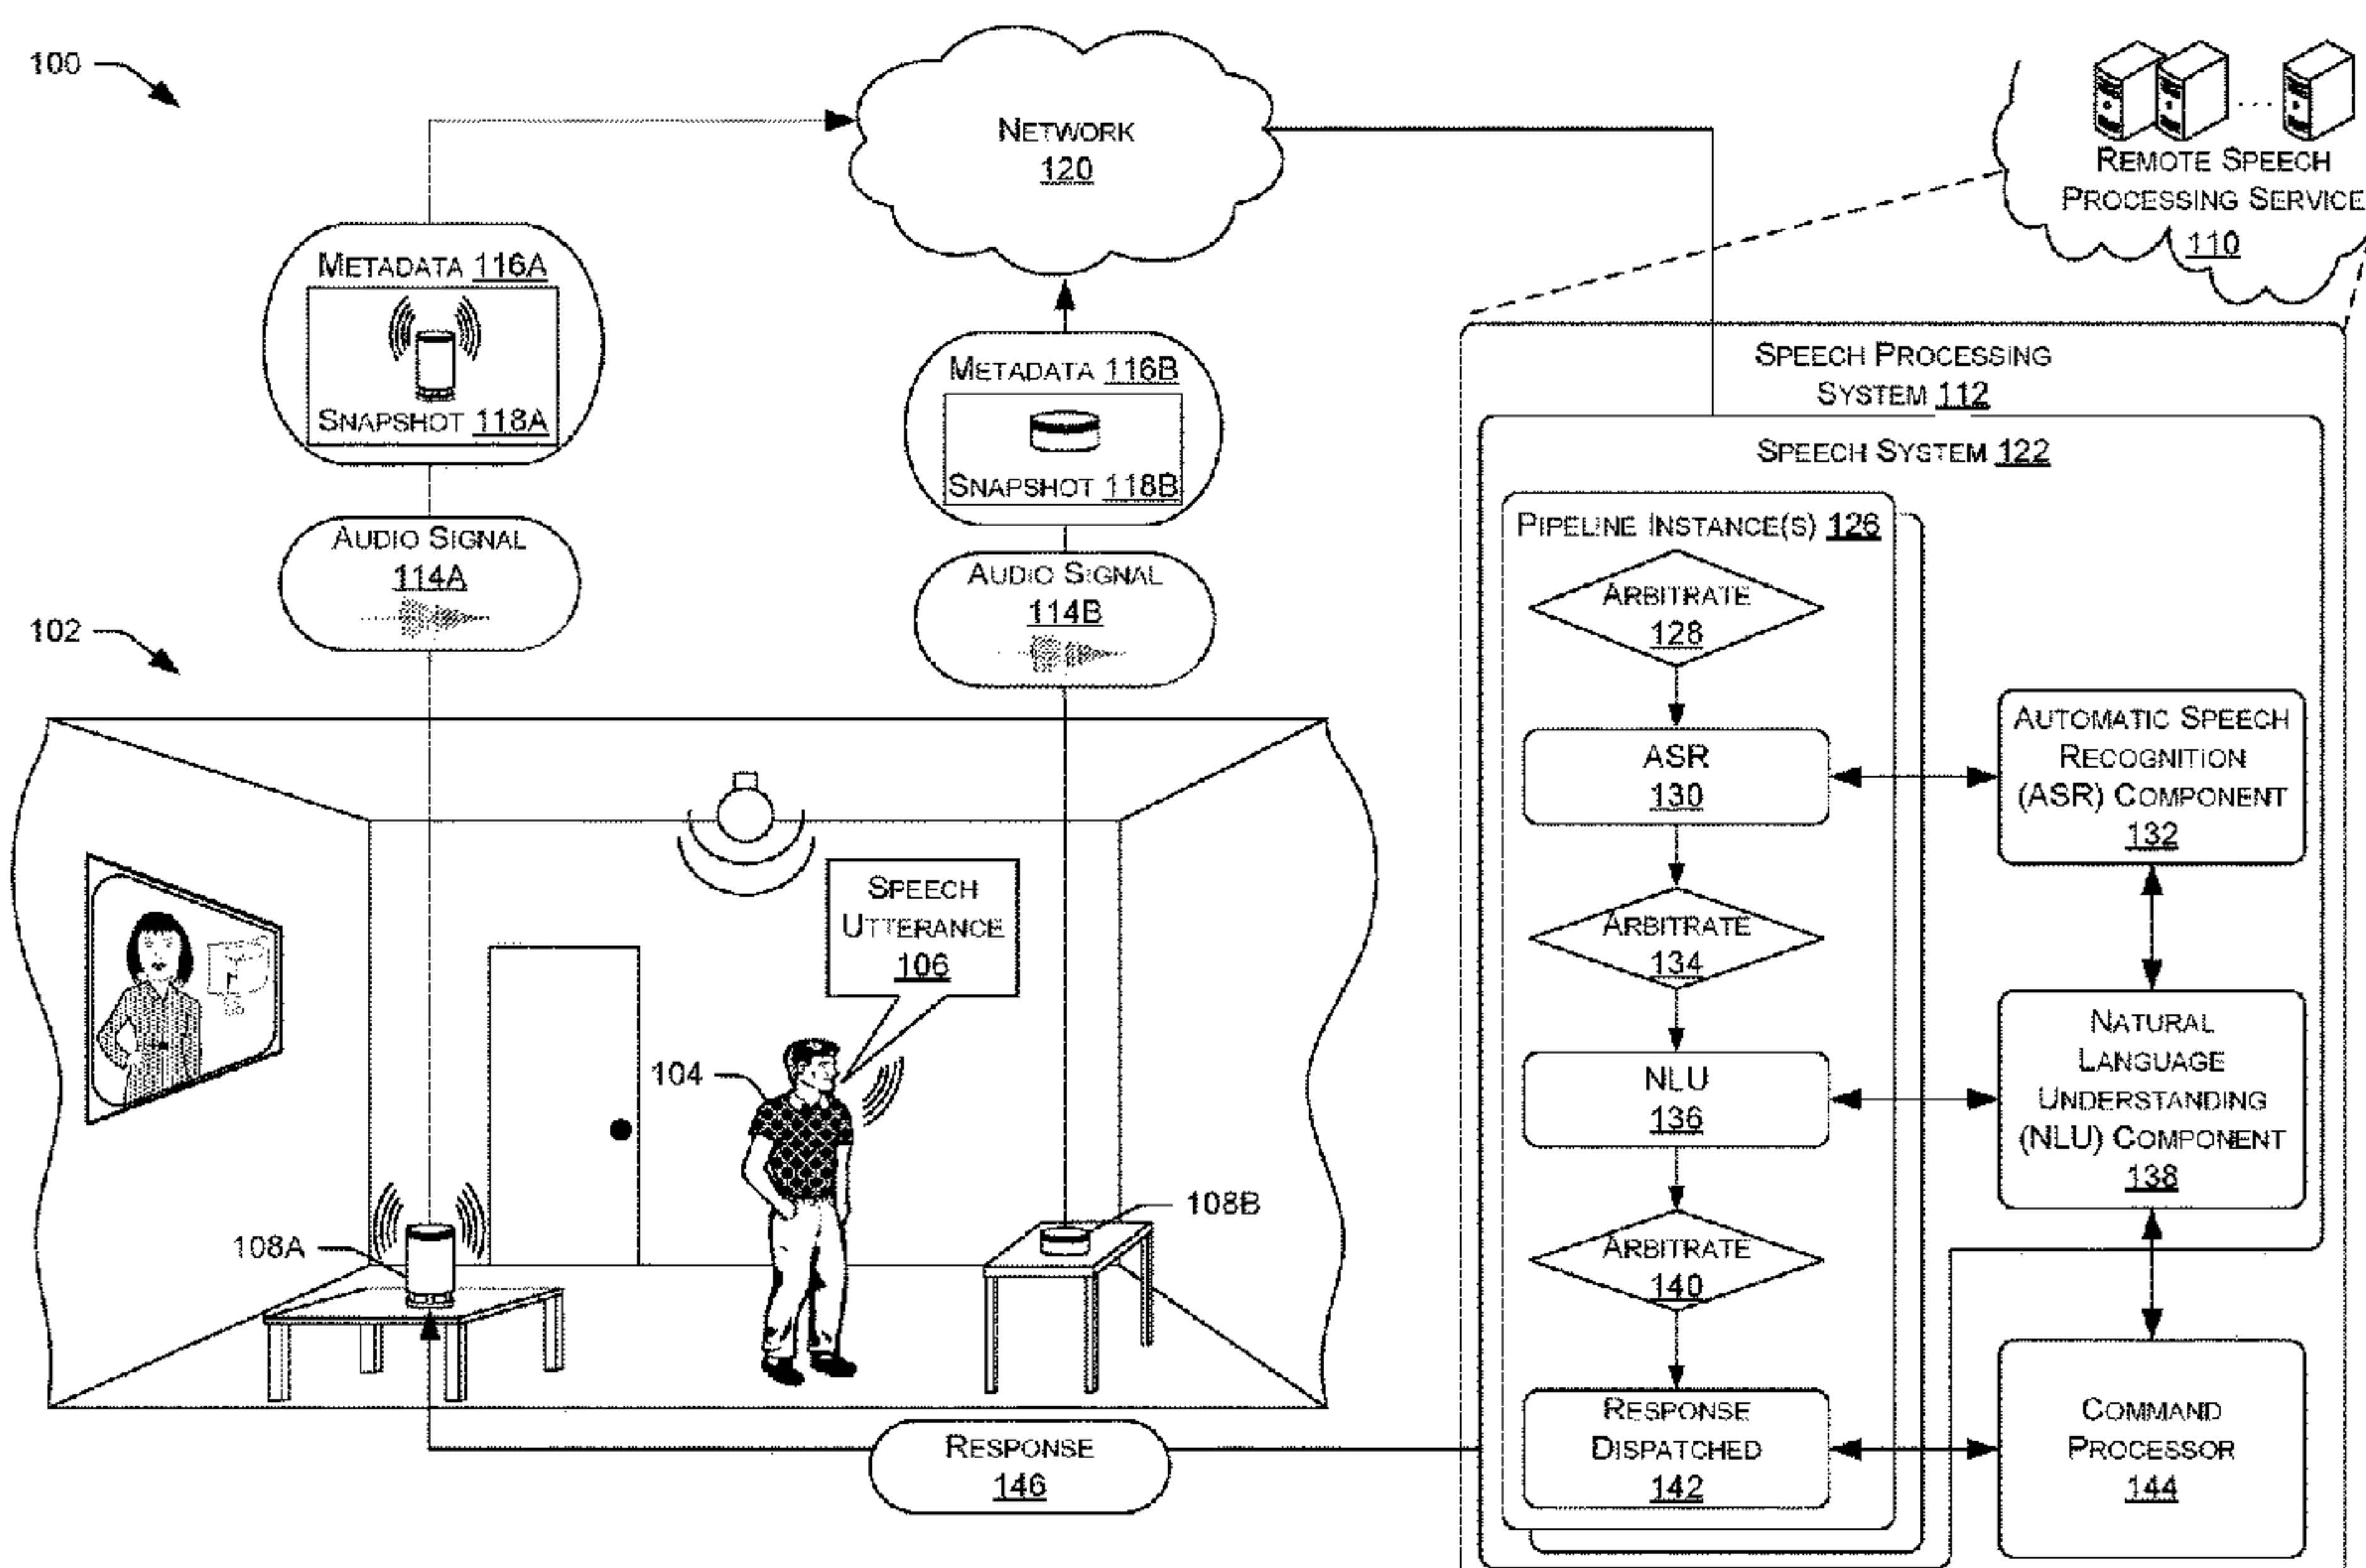 100
NETWORK
120
REMOTE SPEECH
PROCESSING SERVICE
110
METADATA 116A
SNAPSHOT 118A
METADATA 116B
SNAPSHOT 118B
AUDIO SIGNAL
114A
AUDIO SIGNAL
114B
102
SPEECH
UTTERANCE
106
104
108A
108B
RESPONSE
146
SPEECH PROCESSING
SYSTEM 112
SPEECH SYSTEM 122
PIPELINE INSTANCE(S) 126
ARBITRATE
128
ASR
130
ARBITRATE
134
NLU
136
ARBITRATE
140
RESPONSE
DISPATCHED
142
AUTOMATIC SPEECH
RECOGNITION
(ASR) COMPONENT
132
NATURAL
LANGUAGE
UNDERSTANDING
(NLU) COMPONENT
138
COMMAND
PROCESSOR
144